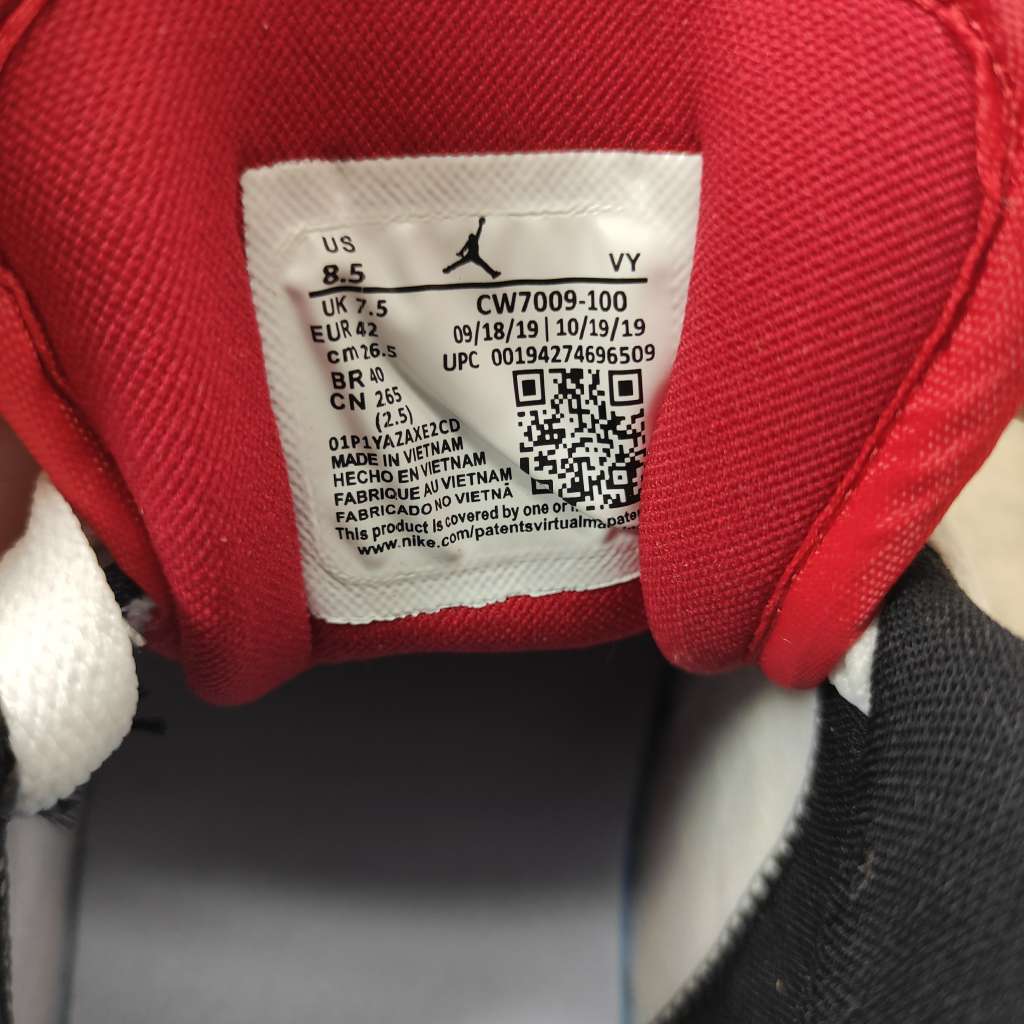 US
8.5
VY
UK 7.5
EUR 42
cm 26.5
BR 40
CN 265
(2.5)
CW7009-100
09/18/19 | 10/19/19
UPC 00194274696509
01P1YAZAXE2CD
MADE IN VIETNAM
HECHO EN VIETNAM
FABRIQUE AU VIETNAM
FABRICADO NO VIETNÃ
This product is covered by one or
www.nike.com/patentsvirtualmapate